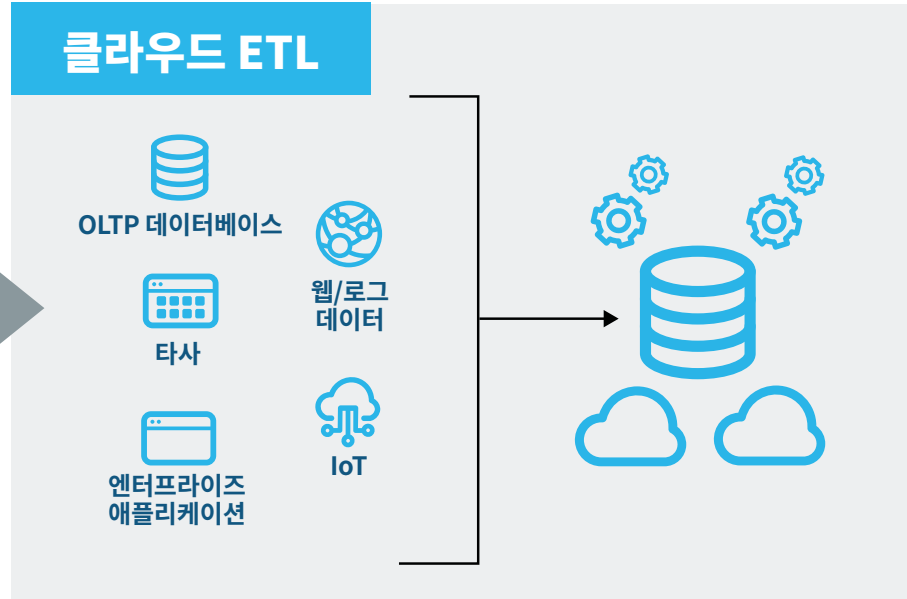 클라우드 ETL
OLTP 데이터베이스
웹/로그
데이터
타사
IoT
엔터프라이즈
애플리케이션